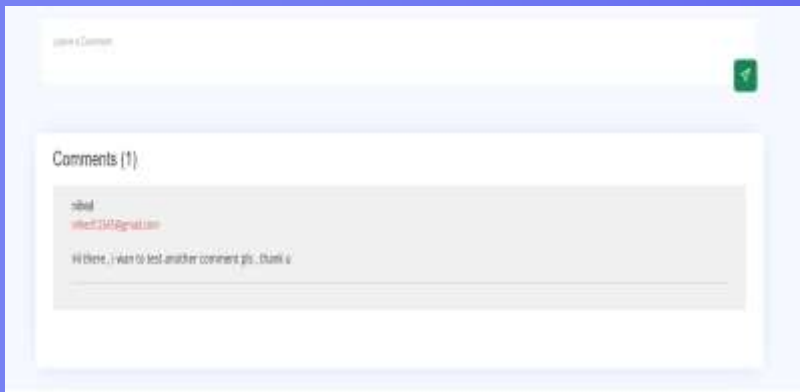 Leave a Comment
Comments (1)
Hi there , i wan to test another comment pls , thank u